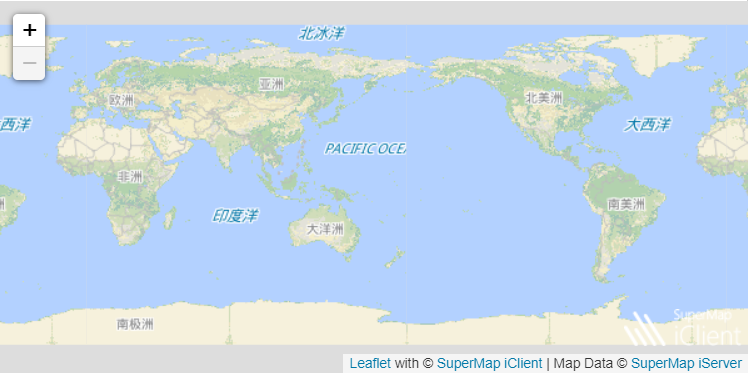 +
−
北冰洋
亚洲
欧洲
北美洲
西洋
大西洋
PACIFIC OCEA
非洲
洲
南美洲
印度洋
大洋洲
南极洲
SuperMap
iClient
Leaflet with © SuperMap iClient | Map Data © SuperMap iServer